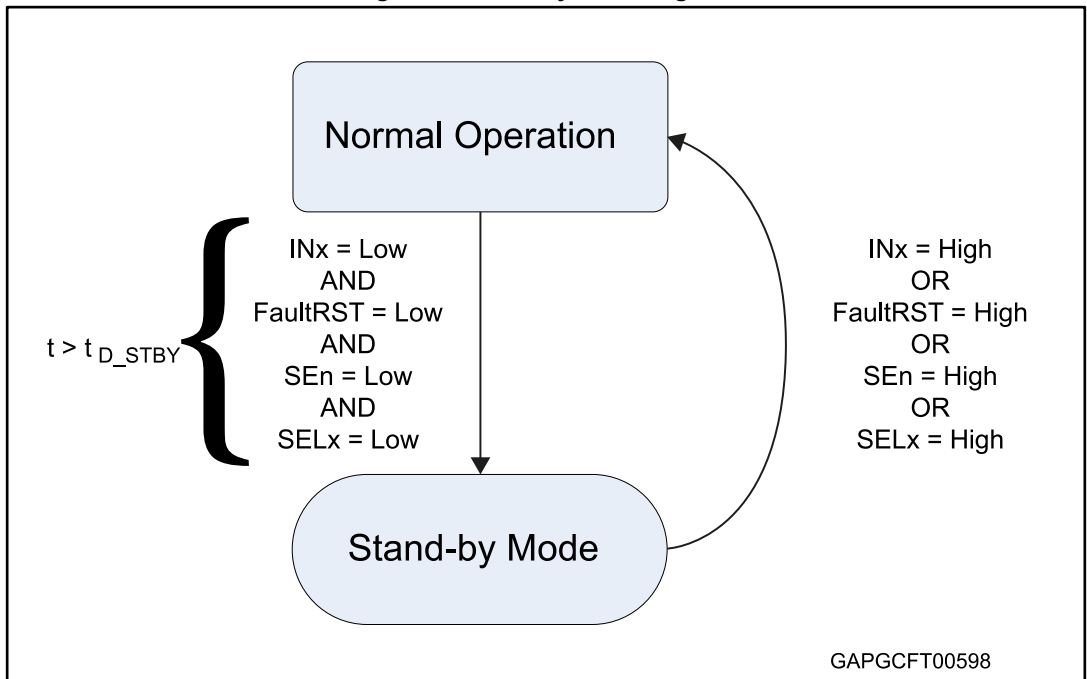 Normal Operation
t > t D_STBY
INx = Low
AND
FaultRST = Low
AND
SEn = Low
AND
SELx = Low
INx = High
OR
FaultRST = High
OR
SEn = High
OR
SELx = High
Stand-by Mode
GAPGCFT00598